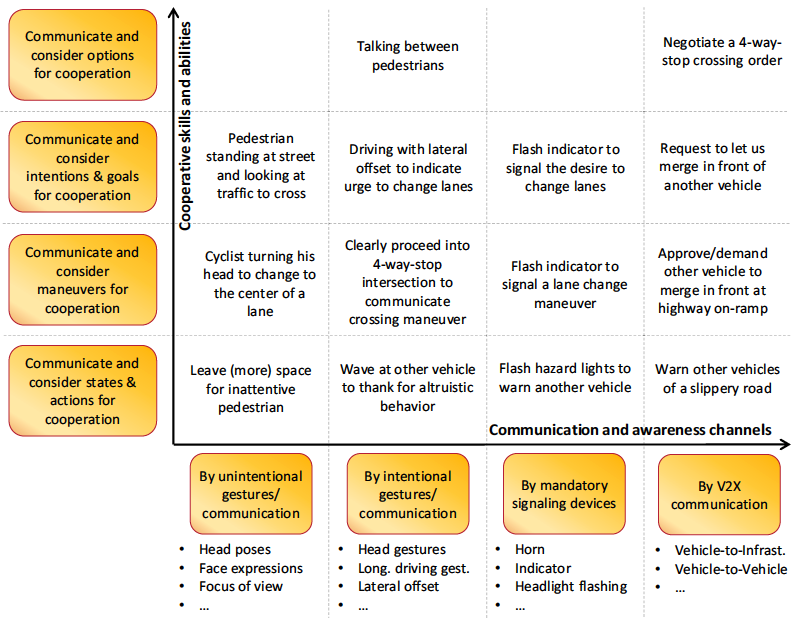 Communicate and
consider options
for cooperation
Talking between
pedestrians
Negotiate a 4-way-
stop crossing order
Cooperative skills and abilities
Communicate and
consider
intentions & goals
for cooperation
Pedestrian
standing at street
and looking at
traffic to cross
Driving with lateral
offset to indicate
urge to change lanes
Flash indicator to
signal the desire to
change lanes
Request to let us
merge in front of
another vehicle
Communicate and
consider
maneuvers for
cooperation
Cyclist turning his
head to change to
the center of a
lane
Clearly proceed into
4-way-stop
intersection to
communicate
crossing maneuver
Flash indicator to
signal a lane change
maneuver
Approve/demand
other vehicle to
merge in front at
highway on-ramp
Communicate and
consider states &
actions for
cooperation
Leave (more) space
for inattentive
pedestrian
Wave at other vehicle
to thank for altruistic
behavior
Flash hazard lights to
warn another vehicle
Warn other vehicles
of a slippery road
Communication and awareness channels
By unintentional
gestures/
communication
By intentional
gestures/
communication
By mandatory
signaling devices
By V2X
communication
• Head poses
• Face expressions
• Focus of view
• ...
• Head gestures
• Long. driving gest.
• Lateral offset
• ...
• Horn
• Indicator
• Headlight flashing
• ...
• Vehicle-to-Infrast.
• Vehicle-to-Vehicle
• ...